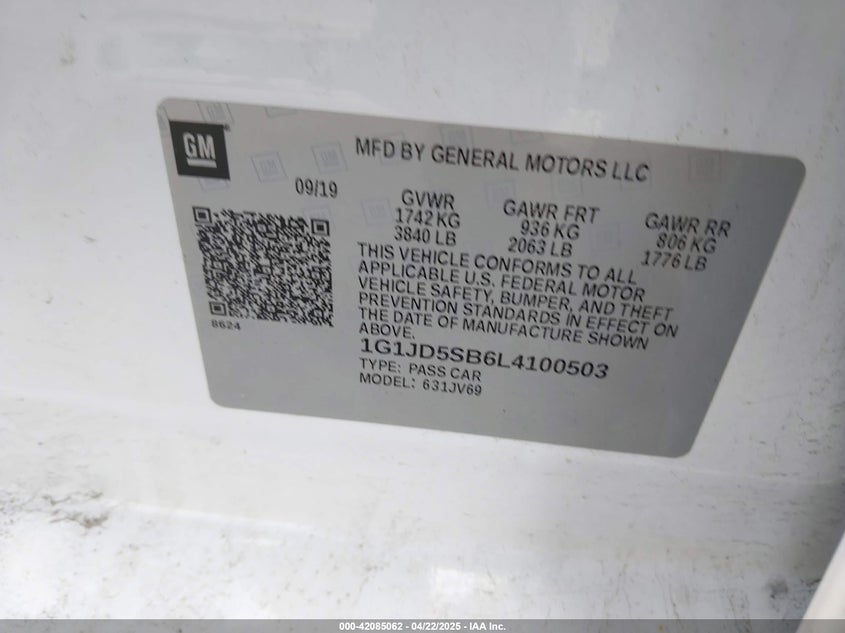 GM
MFD BY GENERAL MOTORS LLC
09/19
GVWR
1742 KG
3840 LB
GAWR FRT
936 KG
2063 LB
GAWR RR
806 KG
1776 LB
THIS VEHICLE CONFORMS TO ALL
APPLICABLE U.S. FEDERAL MOTOR
VEHICLE SAFETY, BUMPER, AND THEFT
PREVENTION STANDARDS IN EFFECT ON
THE DATE OF MANUFACTURE SHOWN
ABOVE.
8624
1G1JD5SB6L4100503
TYPE: PASS CAR
MODEL: 631JV69
000-42085062 - 04/22/2025 - IAA Inc.